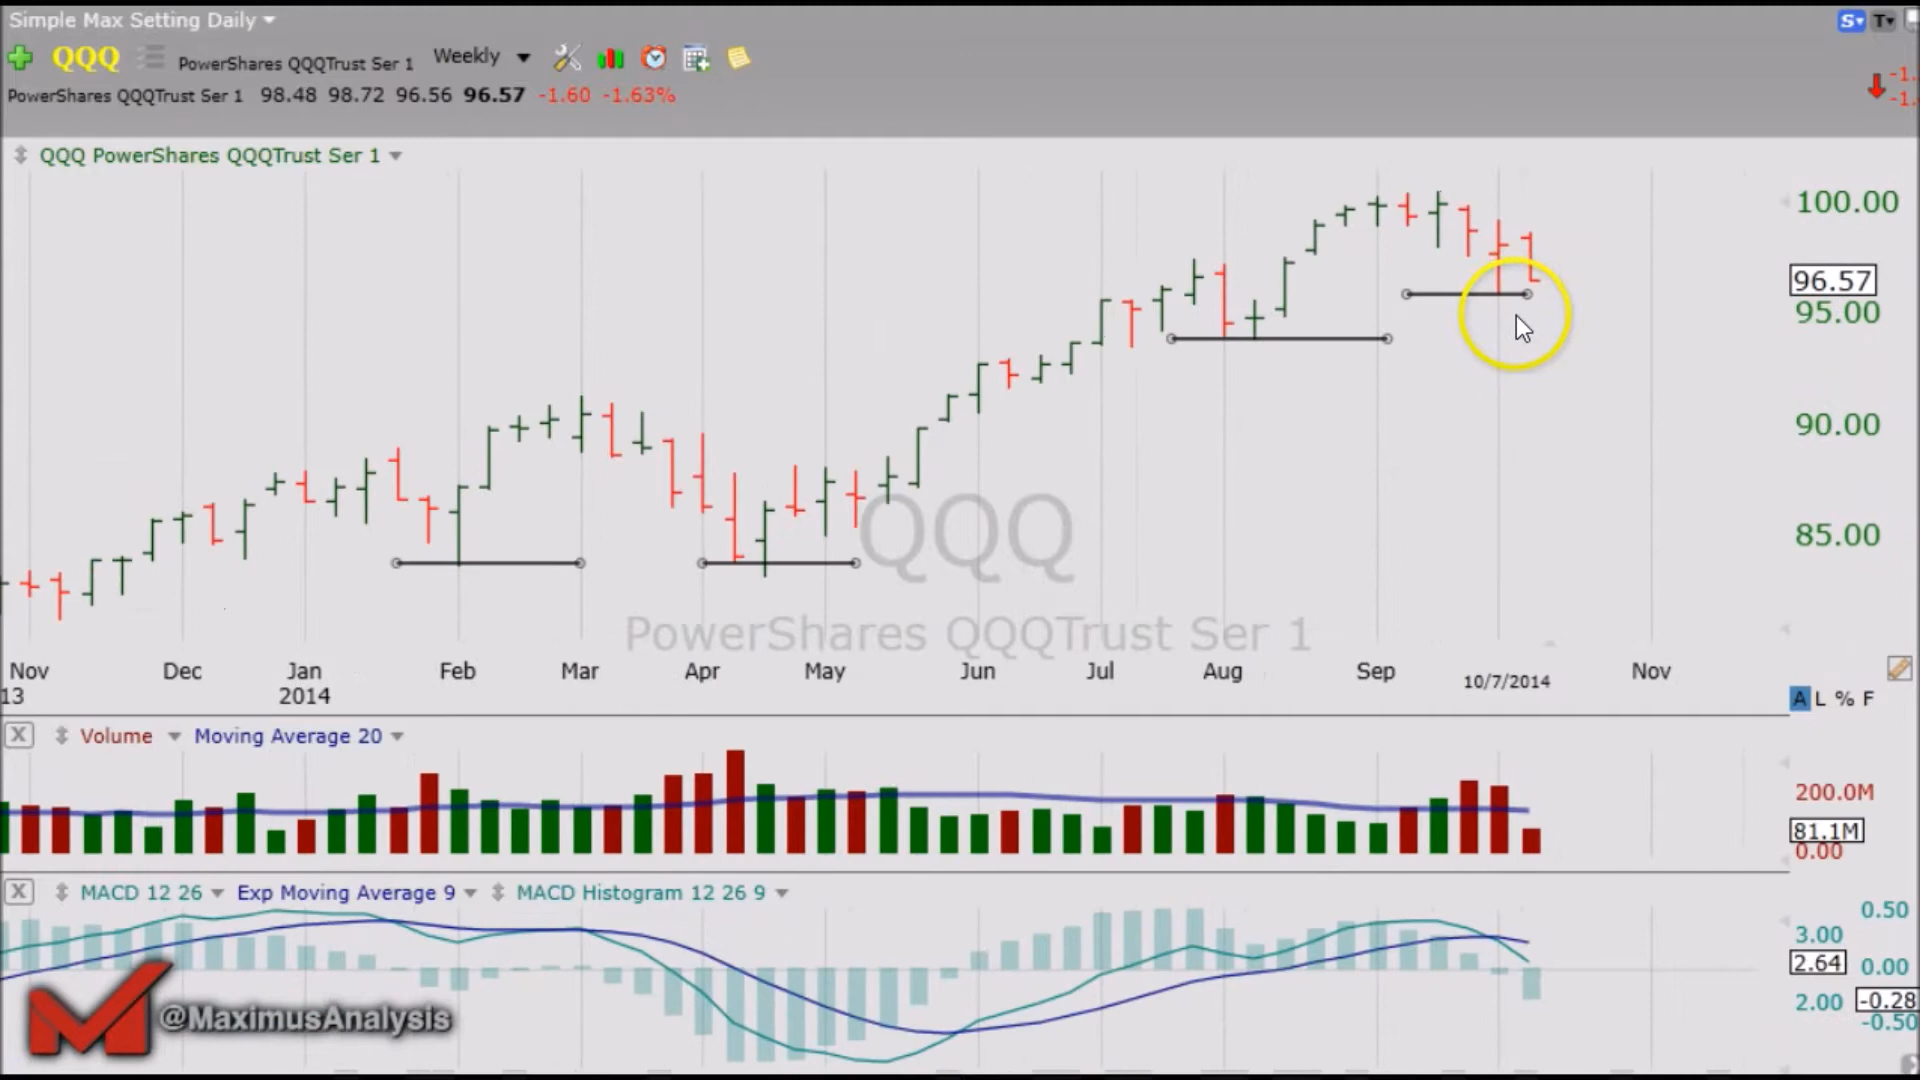 Simple Max Setting Daily
S T
QQQ PowerShares QQQTrust Ser 1 Weekly
PowerShares QQQTrust Ser 1 98.48 98.72 96.56 96.57 -1.60 -1.63%
QQQ PowerShares QQQTrust Ser 1
100.00
96.57
95.00
90.00
85.00
QQQ
PowerShares QQQTrust Ser 1
Nov Dec Jan Feb Mar Apr May Jun Jul Aug Sep 10/7/2014 Nov
13 2014
A L % F
X Volume Moving Average 20
200.0M
81.1M
0.00
X MACD 12 26 Exp Moving Average 9 MACD Histogram 12 26 9
0.50
3.00
2.64 0.00
2.00 -0.28
-0.50
@MaximusAnalysis